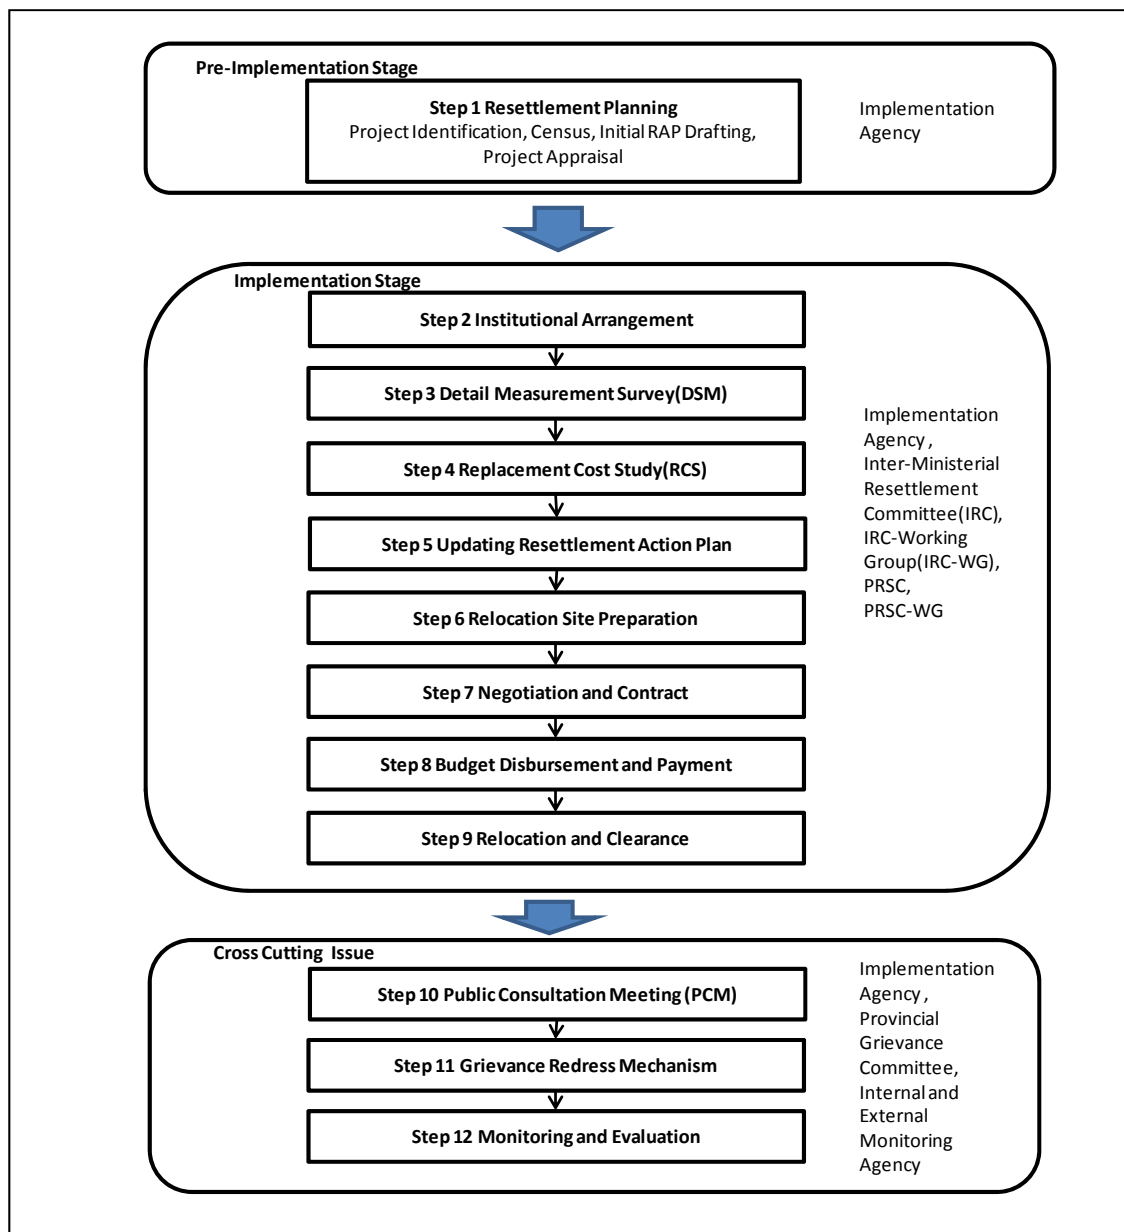 Pre-Implementation Stage
Step 1 Resettlement Planning
Project Identification, Census, Initial RAP Drafting,
Project Appraisal
Implementation
Agency
Implementation Stage
Step 2 Institutional Arrangement
Step 3 Detail Measurement Survey(DSM)
Step 4 Replacement Cost Study(RCS)
Step 5 Updating Resettlement Action Plan
Step 6 Relocation Site Preparation
Step 7 Negotiation and Contract
Step 8 Budget Disbursement and Payment
Step 9 Relocation and Clearance
Implementation
Agency ,
Inter-Ministerial
Resettlement
Committee(IRC),
IRC-Working
Group(IRC-WG),
PRSC,
PRSC-WG
Cross Cutting Issue
Step 10 Public Consultation Meeting (PCM)
Step 11 Grievance Redress Mechanism
Step 12 Monitoring and Evaluation
Implementation
Agency ,
Provincial
Grievance
Committee,
Internal and
External
Monitoring
Agency